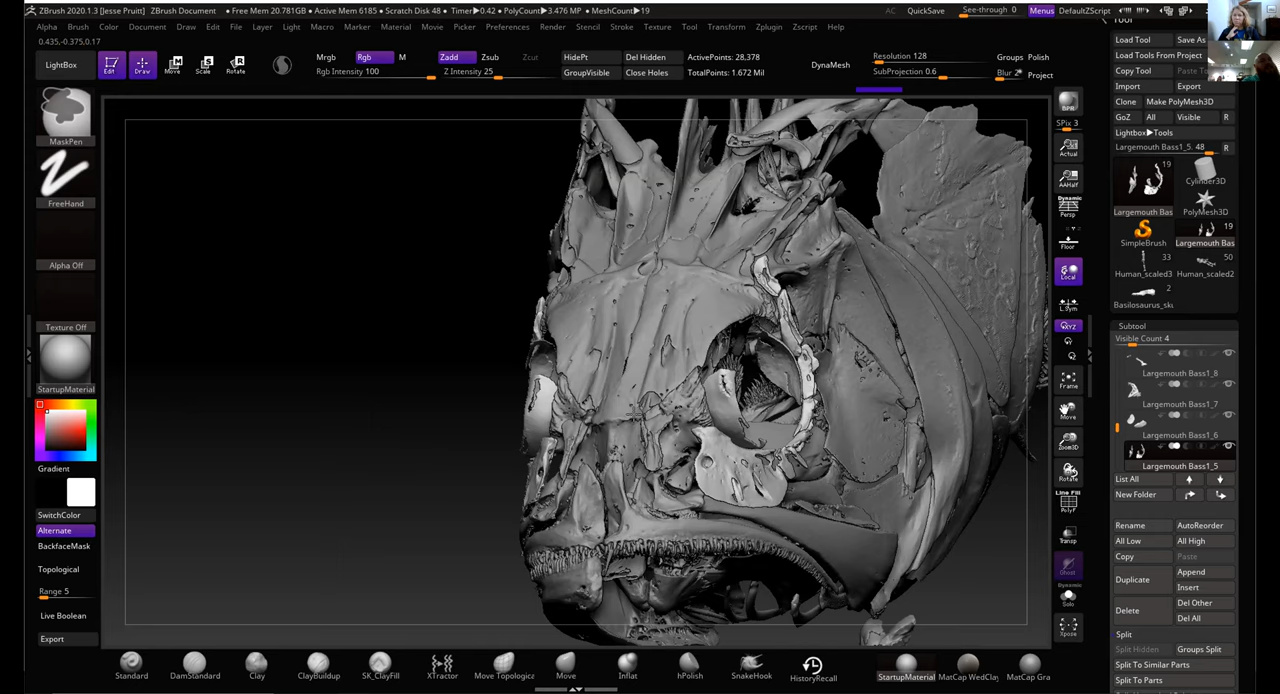 ZBrush 2020.1.3 [Jesse Pruitt]   ZBrush Document   • Free Mem 20.781GB • Active Mem 6185 • Scratch Disk 48 • Timer▶0.42 • PolyCount▶3.476 MP • MeshCount▶19
AC QuickSave See-through 0 Menus DefaultZScript
Alpha Brush Color Document Draw Edit File Layer Light Macro Marker Material Movie Picker Preferences Render Stencil Stroke Texture Tool Transform Zplugin Zscript Help
0.435,-0.375,0.17
Tool
LightBox
Edit
Draw
Move
Scale
Rotate
Mrgb Rgb M
Rgb Intensity 100
Zadd Zsub Zcut
Z Intensity 25
HidePt Del Hidden
GroupVisible Close Holes
ActivePoints: 28,378
TotalPoints: 1.672 Mil
DynaMesh
Resolution 128
SubProjection 0.6
Groups Polish
Blur 2 Project
MaskPen
FreeHand
Alpha Off
Texture Off
StartupMaterial
Gradient
SwitchColor
Alternate
BackfaceMask
Topological
Range 5
Live Boolean
Export
BPR
SPix 3
Actual
AAHalf
Dynamic
Persp
Floor
Local
L.Sym
XYZ
Frame
Move
Zoom3D
Rotate
Line Fill
PolyF
Transp
Ghost
Dynamic
Solo
Xpose
Load Tool Save As
Load Tools From Project
Copy Tool Paste T
Import Export
Clone Make PolyMesh3D
GoZ All Visible R
Lightbox▶Tools
Largemouth Bass1_5. 48 R
19
Cylinder3D
Largemouth Bas PolyMesh3D
19
SimpleBrush Largemouth Bas
33 50
Human_scaled3 Human_scaled2
2
Basilosaurus_sku
Subtool
Visible Count 4
Largemouth Bass1_8
Largemouth Bass1_7
Largemouth Bass1_6
Largemouth Bass1_5
List All
New Folder
Rename AutoReorder
All Low All High
Copy Paste
Duplicate Append
Insert
Delete Del Other
Del All
Split
Split Hidden Groups Split
Split To Similar Parts
Split To Parts
Standard
DamStandard
Clay
ClayBuildup
SK_ClayFill
XTractor
Move Topologica
Move
Inflat
hPolish
SnakeHook
HistoryRecall
StartupMaterial
MatCap WedClay
MatCap Gra